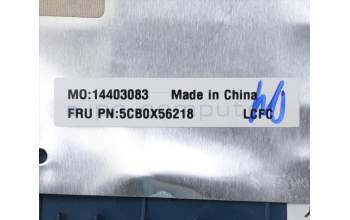 MO:14403083 Made in China
FRU PN:5CB0X56218 LCFC